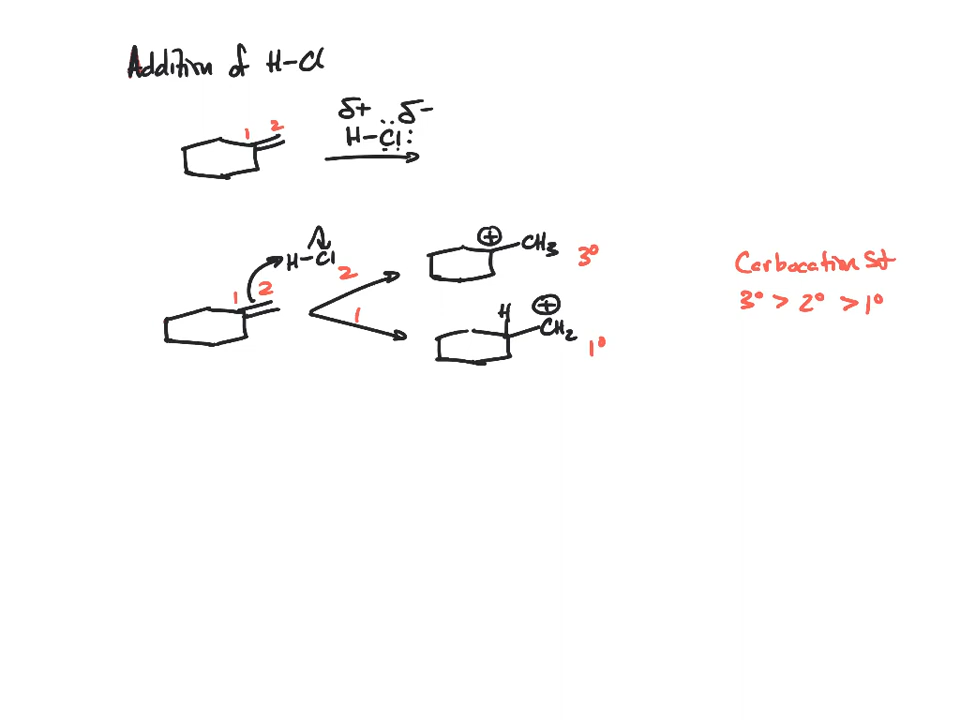 Addition of H-Cl
δ+ δ-
1 2
H-Cl
H-Cl
1 2
2
1
+
CH3
3°
H
+
CH2
1°
Carbocation St
3° > 2° > 1°